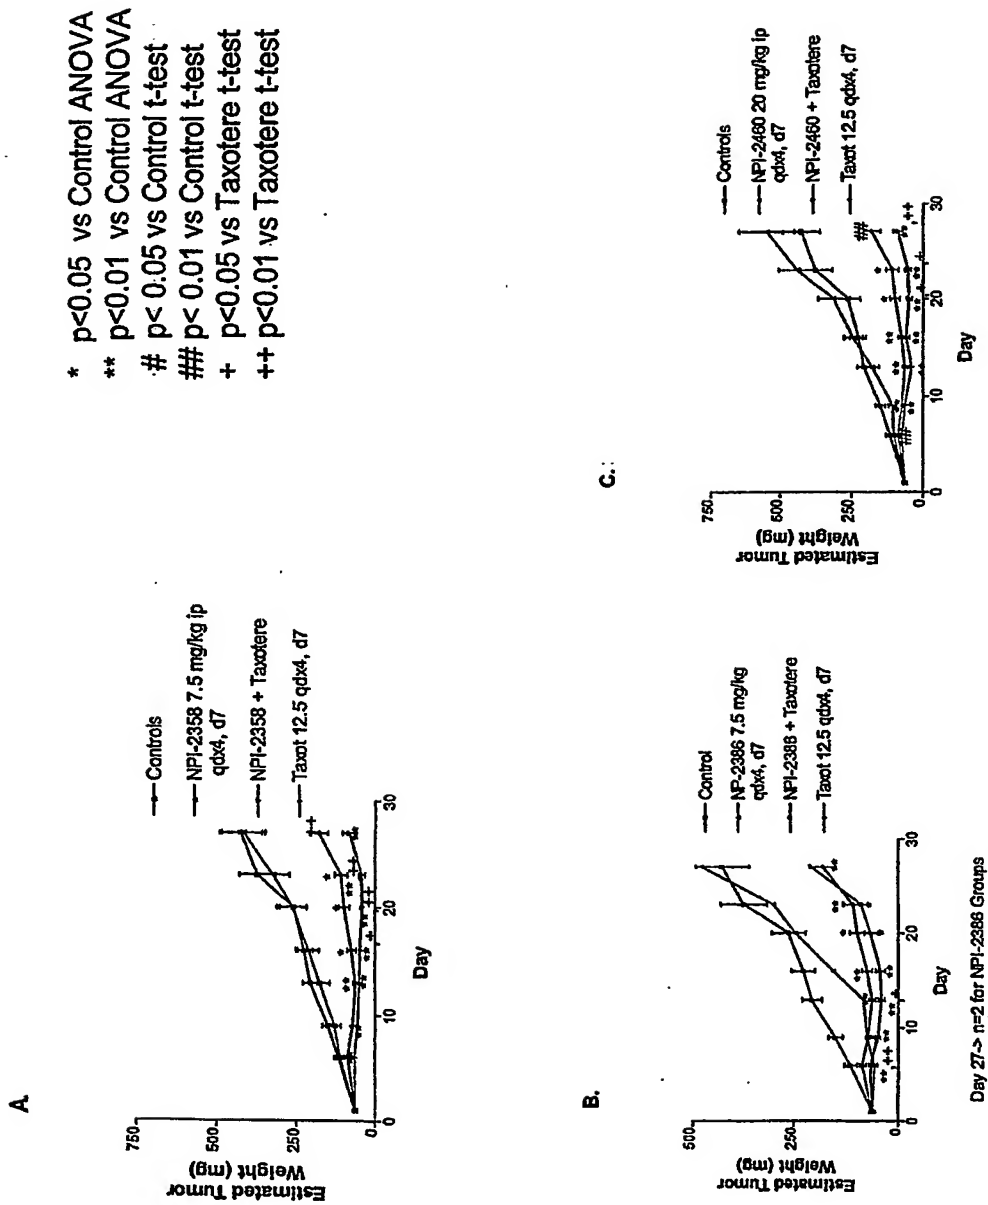 A.
Estimated Tumor
Weight (mg)
750
500
250
0
0
10
20
30
Day
Controls
NPI-2358 7.5 mg/kg ip
qdx4, d7
NPI-2358 + Taxotere
Taxot 12.5 qdx4, d7
* p<0.05 vs Control ANOVA
** p<0.01 vs Control ANOVA
# p< 0.05 vs Control t-test
## p< 0.01 vs Control t-test
+ p<0.05 vs Taxotere t-test
++ p<0.01 vs Taxotere t-test
B.
Estimated Tumor
Weight (mg)
500
250
0
0
10
20
30
Day
Control
NP-2386 7.5 mg/kg
qdx4, d7
NPI-2386 + Taxotere
Taxot 12.5 qdx4, d7
Day 27-> n=2 for NPI-2386 Groups
C.
Estimated Tumor
Weight (mg)
750
500
250
0
0
10
20
30
Day
Controls
NPI-2460 20 mg/kg ip
qdx4, d7
NPI-2460 + Taxotere
Taxot 12.5 qdx4, d7